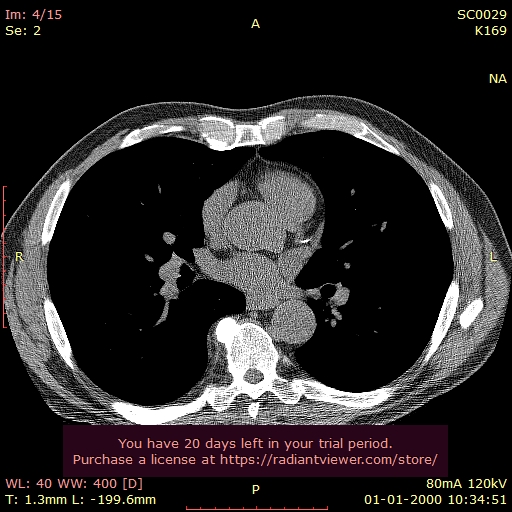 Im: 4/15
Se: 2
A
SC0029
K169
NA
R
L
You have 20 days left in your trial period.
Purchase a license at https://radiantviewer.com/store/
WL: 40 WW: 400 [D]
T: 1.3mm L: -199.6mm
P
80mA 120kV
01-01-2000 10:34:51